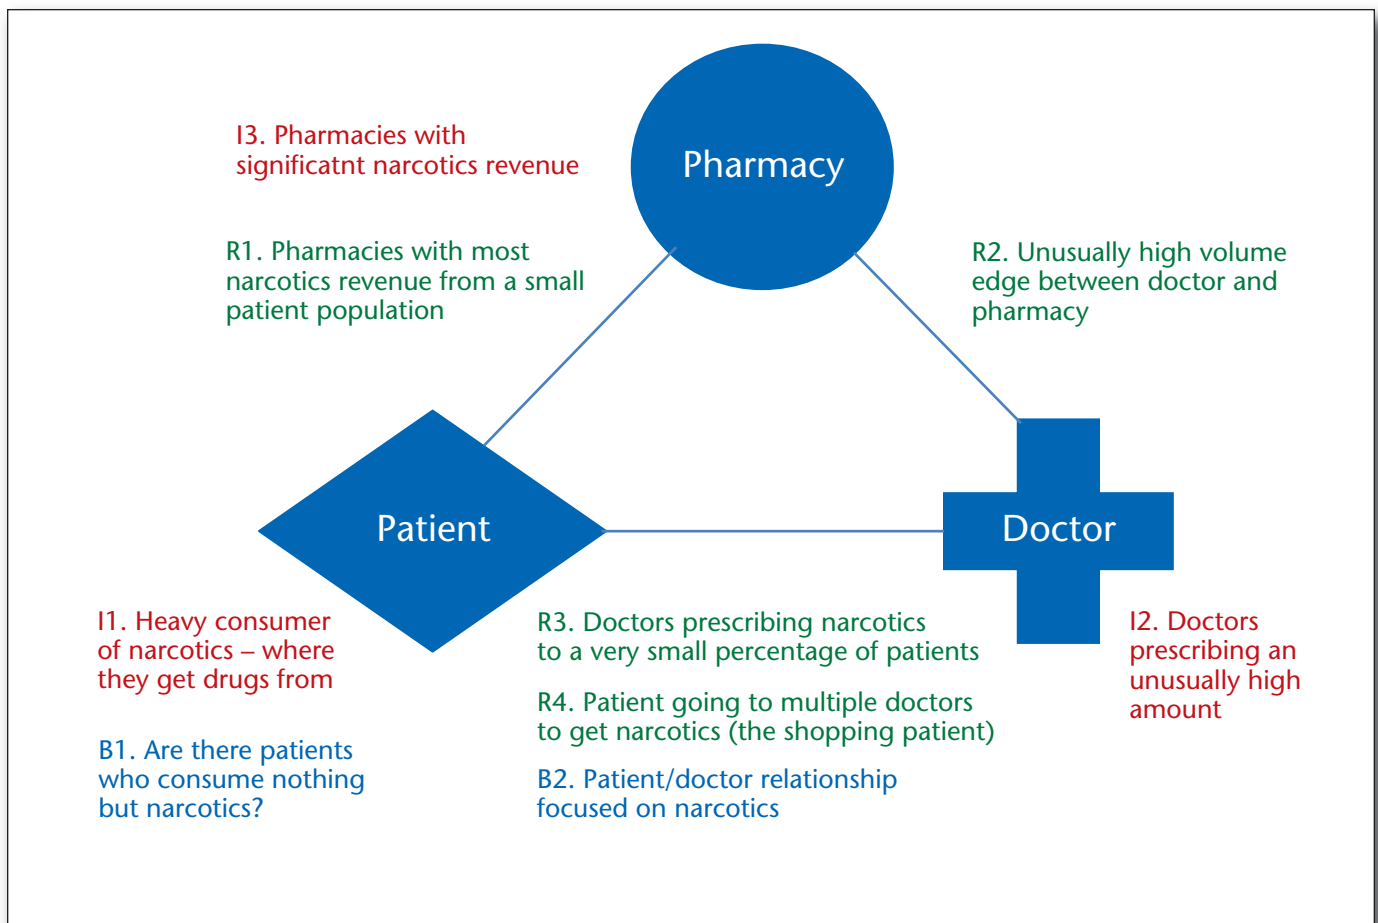 I3. Pharmacies with
significatnt narcotics revenue
Pharmacy
R1. Pharmacies with most
narcotics revenue from a small
patient population
R2. Unusually high volume
edge between doctor and
pharmacy
Patient
Doctor
I1. Heavy consumer
of narcotics – where
they get drugs from
B1. Are there patients
who consume nothing
but narcotics?
R3. Doctors prescribing narcotics
to a very small percentage of patients
R4. Patient going to multiple doctors
to get narcotics (the shopping patient)
B2. Patient/doctor relationship
focused on narcotics
I2. Doctors
prescribing an
unusually high
amount